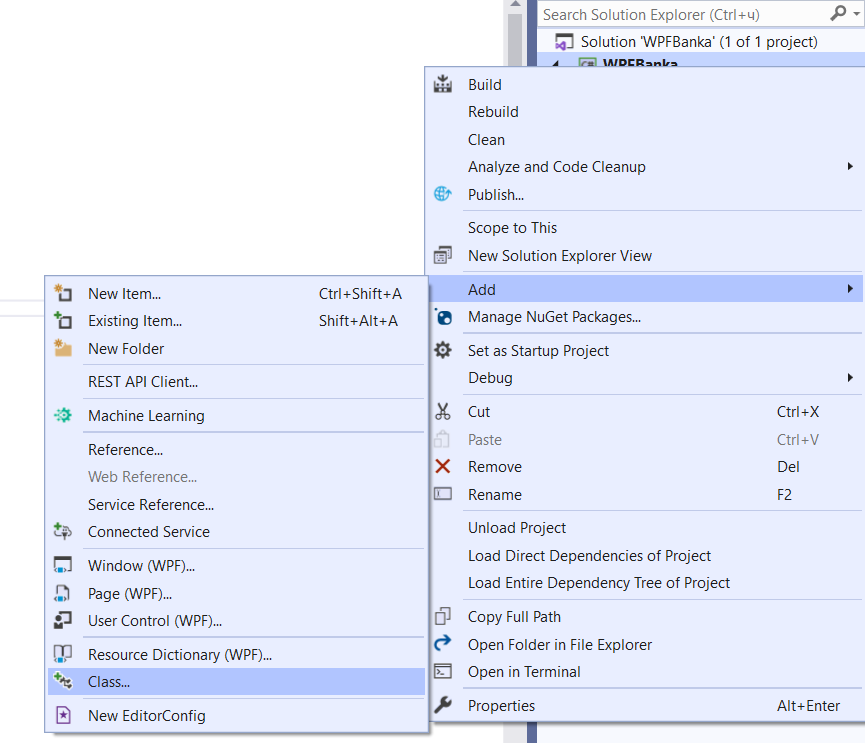 Search Solution Explorer (Ctrl+ч)
Solution 'WPFBanka' (1 of 1 project)
WPFBanka
Build
Rebuild
Clean
Analyze and Code Cleanup
Publish...
Scope to This
New Solution Explorer View
Add
Manage NuGet Packages...
Set as Startup Project
Debug
Cut Ctrl+X
Paste Ctrl+V
Remove Del
Rename F2
Unload Project
Load Direct Dependencies of Project
Load Entire Dependency Tree of Project
Copy Full Path
Open Folder in File Explorer
Open in Terminal
Properties Alt+Enter
New Item... Ctrl+Shift+A
Existing Item... Shift+Alt+A
New Folder
REST API Client...
Machine Learning
Reference...
Web Reference...
Service Reference...
Connected Service
Window (WPF)...
Page (WPF)...
User Control (WPF)...
Resource Dictionary (WPF)...
Class...
New EditorConfig